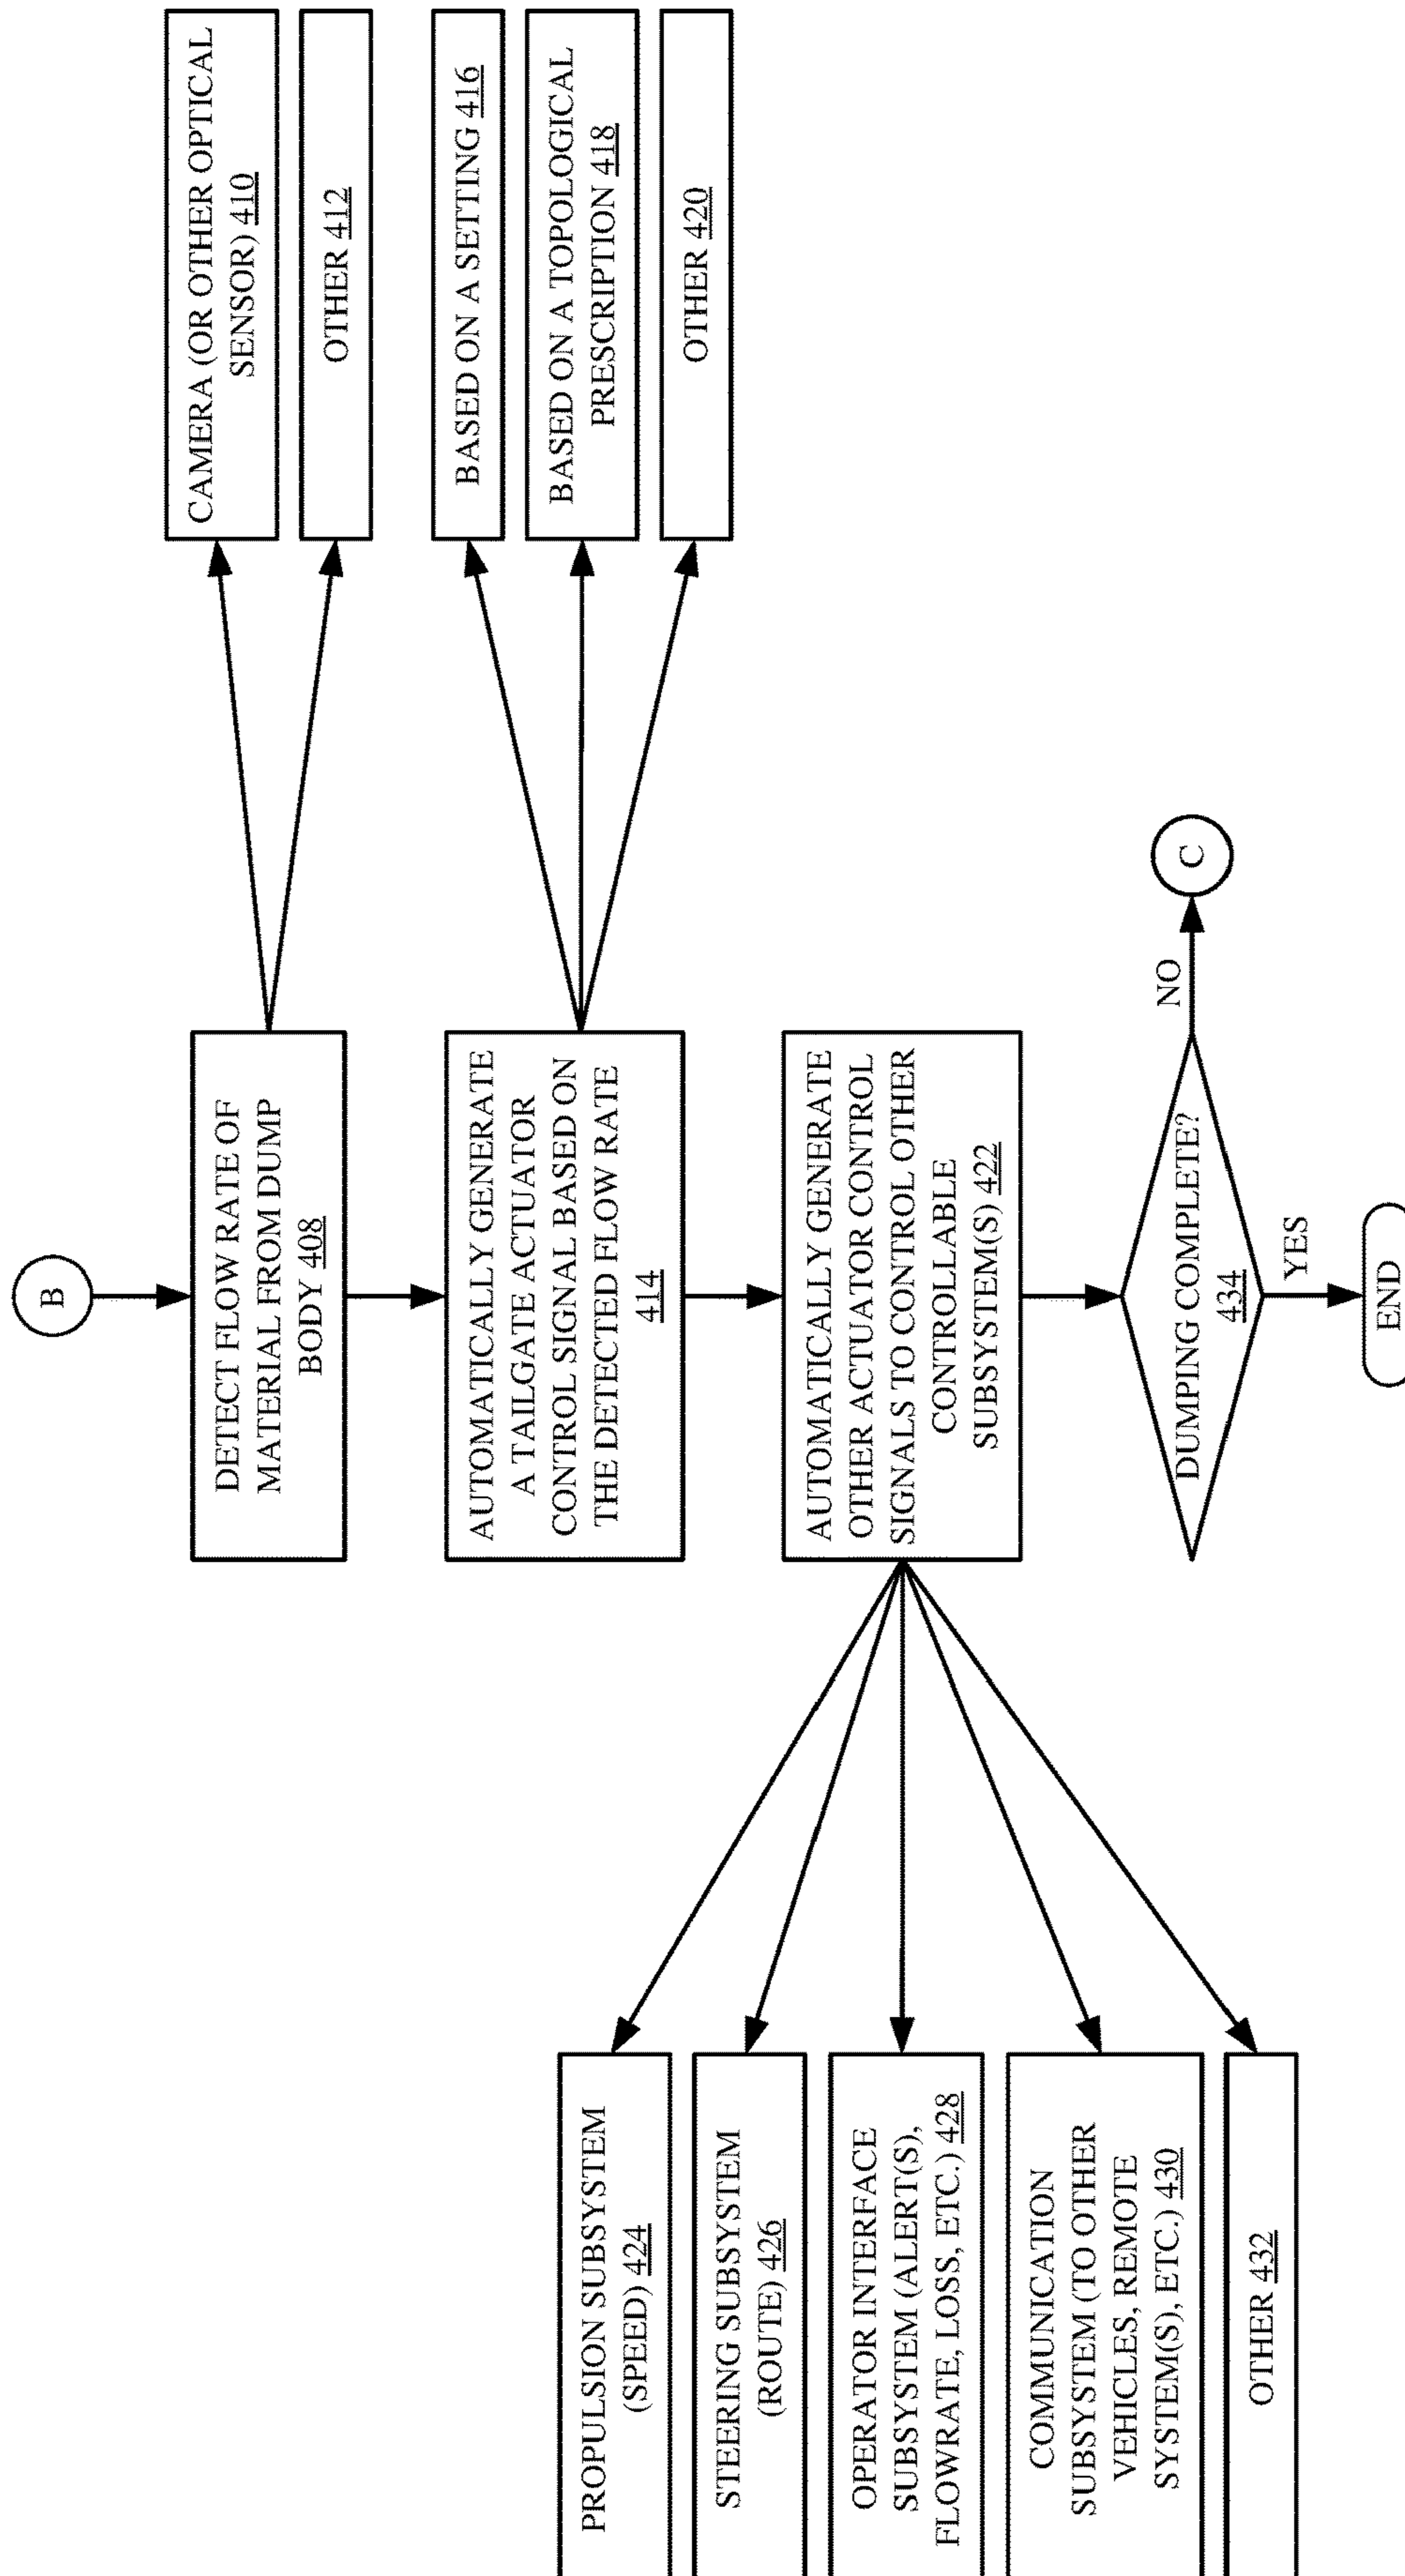 B
DETECT FLOW RATE OF
MATERIAL FROM DUMP
BODY 408
CAMERA (OR OTHER OPTICAL
SENSOR) 410
OTHER 412
AUTOMATICALLY GENERATE
A TAILGATE ACTUATOR
CONTROL SIGNAL BASED ON
THE DETECTED FLOW RATE
414
BASED ON A SETTING 416
BASED ON A TOPOLOGICAL
PRESCRIPTION 418
OTHER 420
AUTOMATICALLY GENERATE
OTHER ACTUATOR CONTROL
SIGNALS TO CONTROL OTHER
CONTROLLABLE
SUBSYSTEM(S) 422
PROPULSION SUBSYSTEM
(SPEED) 424
STEERING SUBSYSTEM
(ROUTE) 426
OPERATOR INTERFACE
SUBSYSTEM (ALERT(S),
FLOWRATE, LOSS, ETC.) 428
COMMUNICATION
SUBSYSTEM (TO OTHER
VEHICLES, REMOTE
SYSTEM(S), ETC.) 430
OTHER 432
DUMPING COMPLETE?
434
NO
C
YES
END